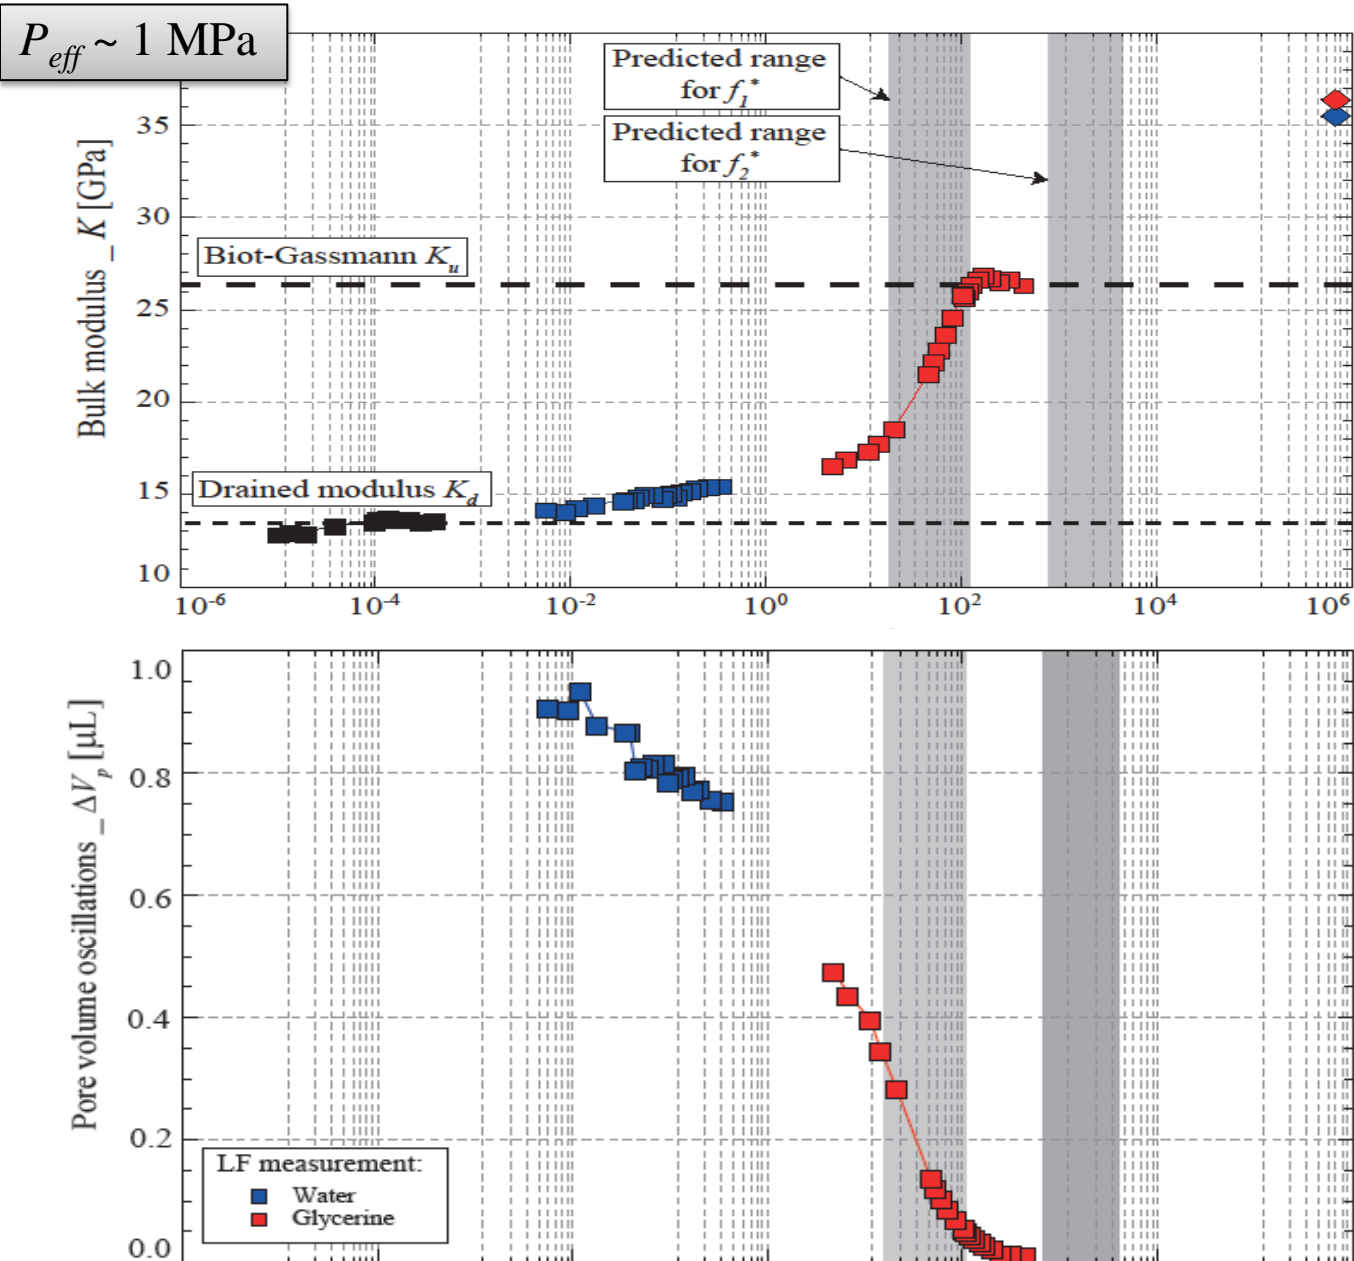 P_eff ~ 1 MPa
Predicted range
for f_1^*
Predicted range
for f_2^*
Bulk modulus _ K [GPa]
35
30
25
20
15
10
Biot-Gassmann K_u
Drained modulus K_d
10^-6 10^-4 10^-2 10^0 10^2 10^4 10^6
Pore volume oscillations _ ΔV_p [μL]
1.0
0.8
0.6
0.4
0.2
0.0
LF measurement:
Water
Glycerine